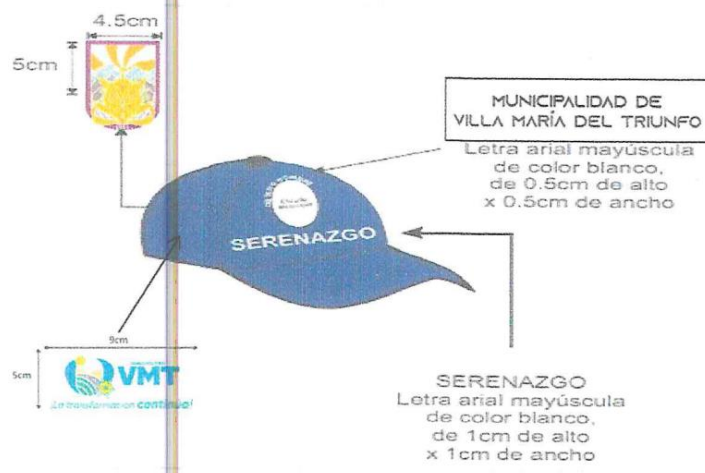 4.5cm
5cm
MUNICIPALIDAD DE
VILLA MARÍA DEL TRIUNFO
Letra arial mayúscula
de color blanco,
de 0.5cm de alto
x 0.5cm de ancho
SERENAZGO
9cm
5cm
VMT
¡La transformación continua!
SERENAZGO
Letra arial mayúscula
de color blanco,
de 1cm de alto
x 1cm de ancho